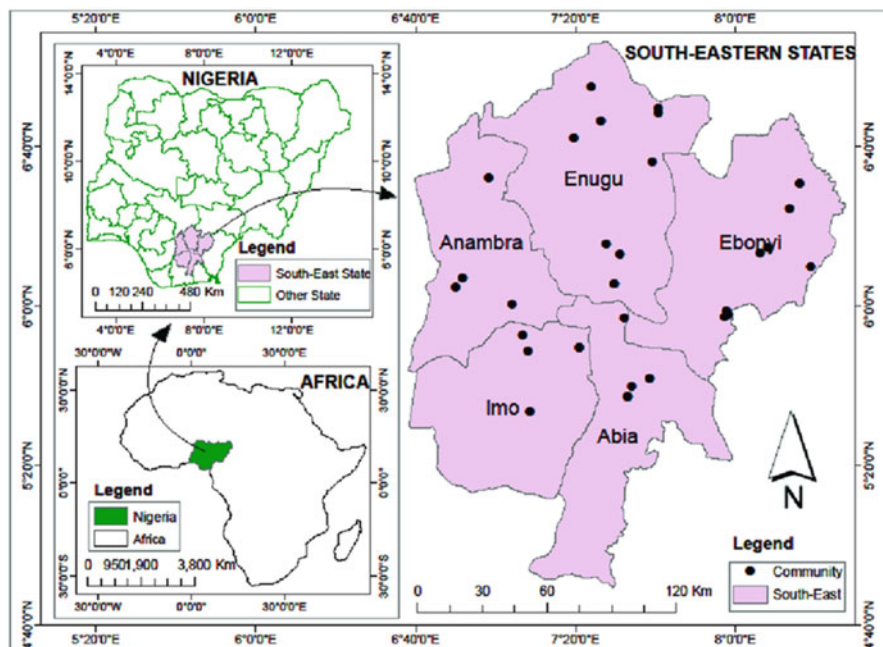 5°20'0"E 6°0'0"E 6°40'0"E 7°20'0"E 8°0'0"E
4°0'0"E 8°0'0"E 12°0'0"E
NIGERIA
14°0'0"N
10°0'0"N
6°0'0"N
14°0'0"N
10°0'0"N
6°0'0"N
Legend
South-East State
Other State
0 120 240 480 Km
4°0'0"E 8°0'0"E 12°0'0"E
30°0'0"W 0°0'0" 30°0'0"E
AFRICA
30°0'0"N
0°0'0"
30°0'0"S
30°0'0"N
0°0'0"
30°0'0"S
Legend
Nigeria
Africa
0 9501,900 3,800 Km
30°0'0"W 0°0'0" 30°0'0"E
SOUTH-EASTERN STATES
Enugu
Anambra
Ebonyi
Imo
Abia
N
Legend
Community
South-East
0 30 60 120 Km
6°40'0"N
6°0'0"N
5°20'0"N
4°40'0"N
6°40'0"N
6°0'0"N
5°20'0"N
4°40'0"N
5°20'0"E 6°0'0"E 6°40'0"E 7°20'0"E 8°0'0"E